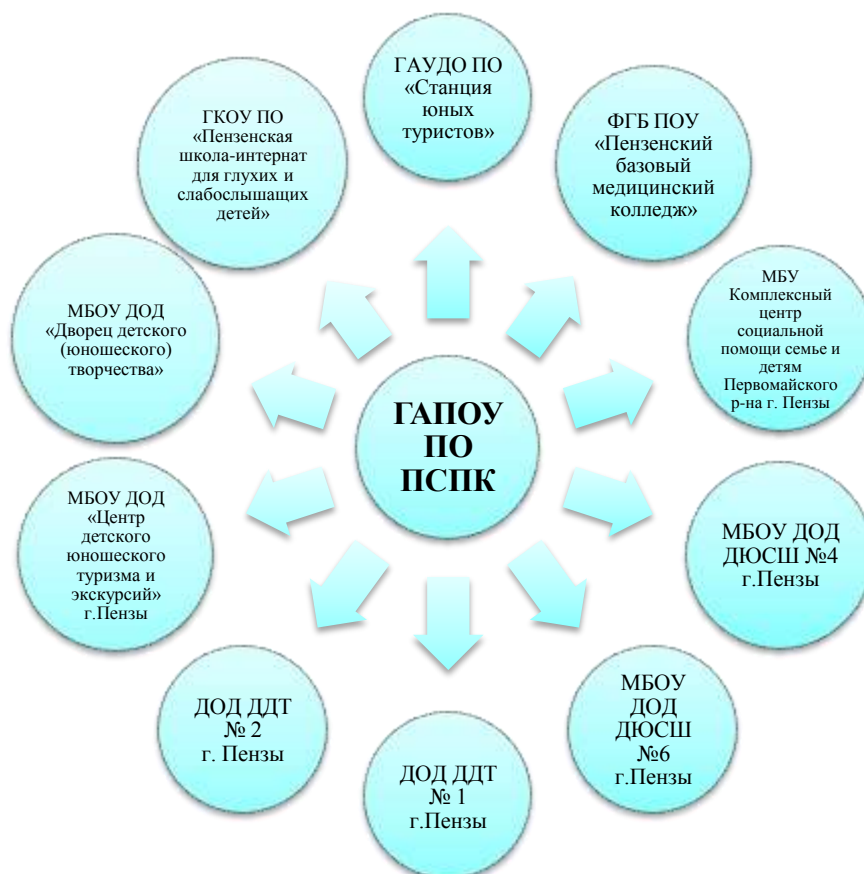 ГАУДО ПО
«Станция
юных
туристов»
ФГБ ПОУ
«Пензенский
базовый
медицинский
колледж»
МБУ
Комплексный
центр
социальной
помощи семье и
детям
Первомайского
р-на г. Пензы
МБОУ ДОД
ДЮСШ №4
г.Пензы
МБОУ
ДОД
ДЮСШ
№6
г.Пензы
ДОД ДДТ
№ 1
г.Пензы
ДОД ДДТ
№ 2
г. Пензы
МБОУ ДОД
«Центр
детского
юношеского
туризма и
экскурсий»
г.Пензы
МБОУ ДОД
«Дворец детского
(юношеского)
творчества»
ГКОУ ПО
«Пензенская
школа-интернат
для глухих и
слабослышащих
детей»
ГАПОУ
ПО
ПСПК